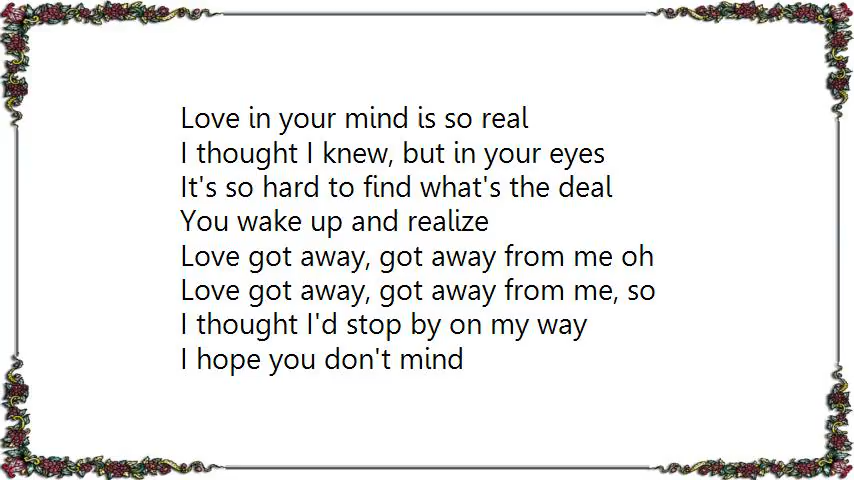 Love in your mind is so real
I thought I knew, but in your eyes
It's so hard to find what's the deal
You wake up and realize
Love got away, got away from me oh
Love got away, got away from me, so
I thought I'd stop by on my way
I hope you don't mind